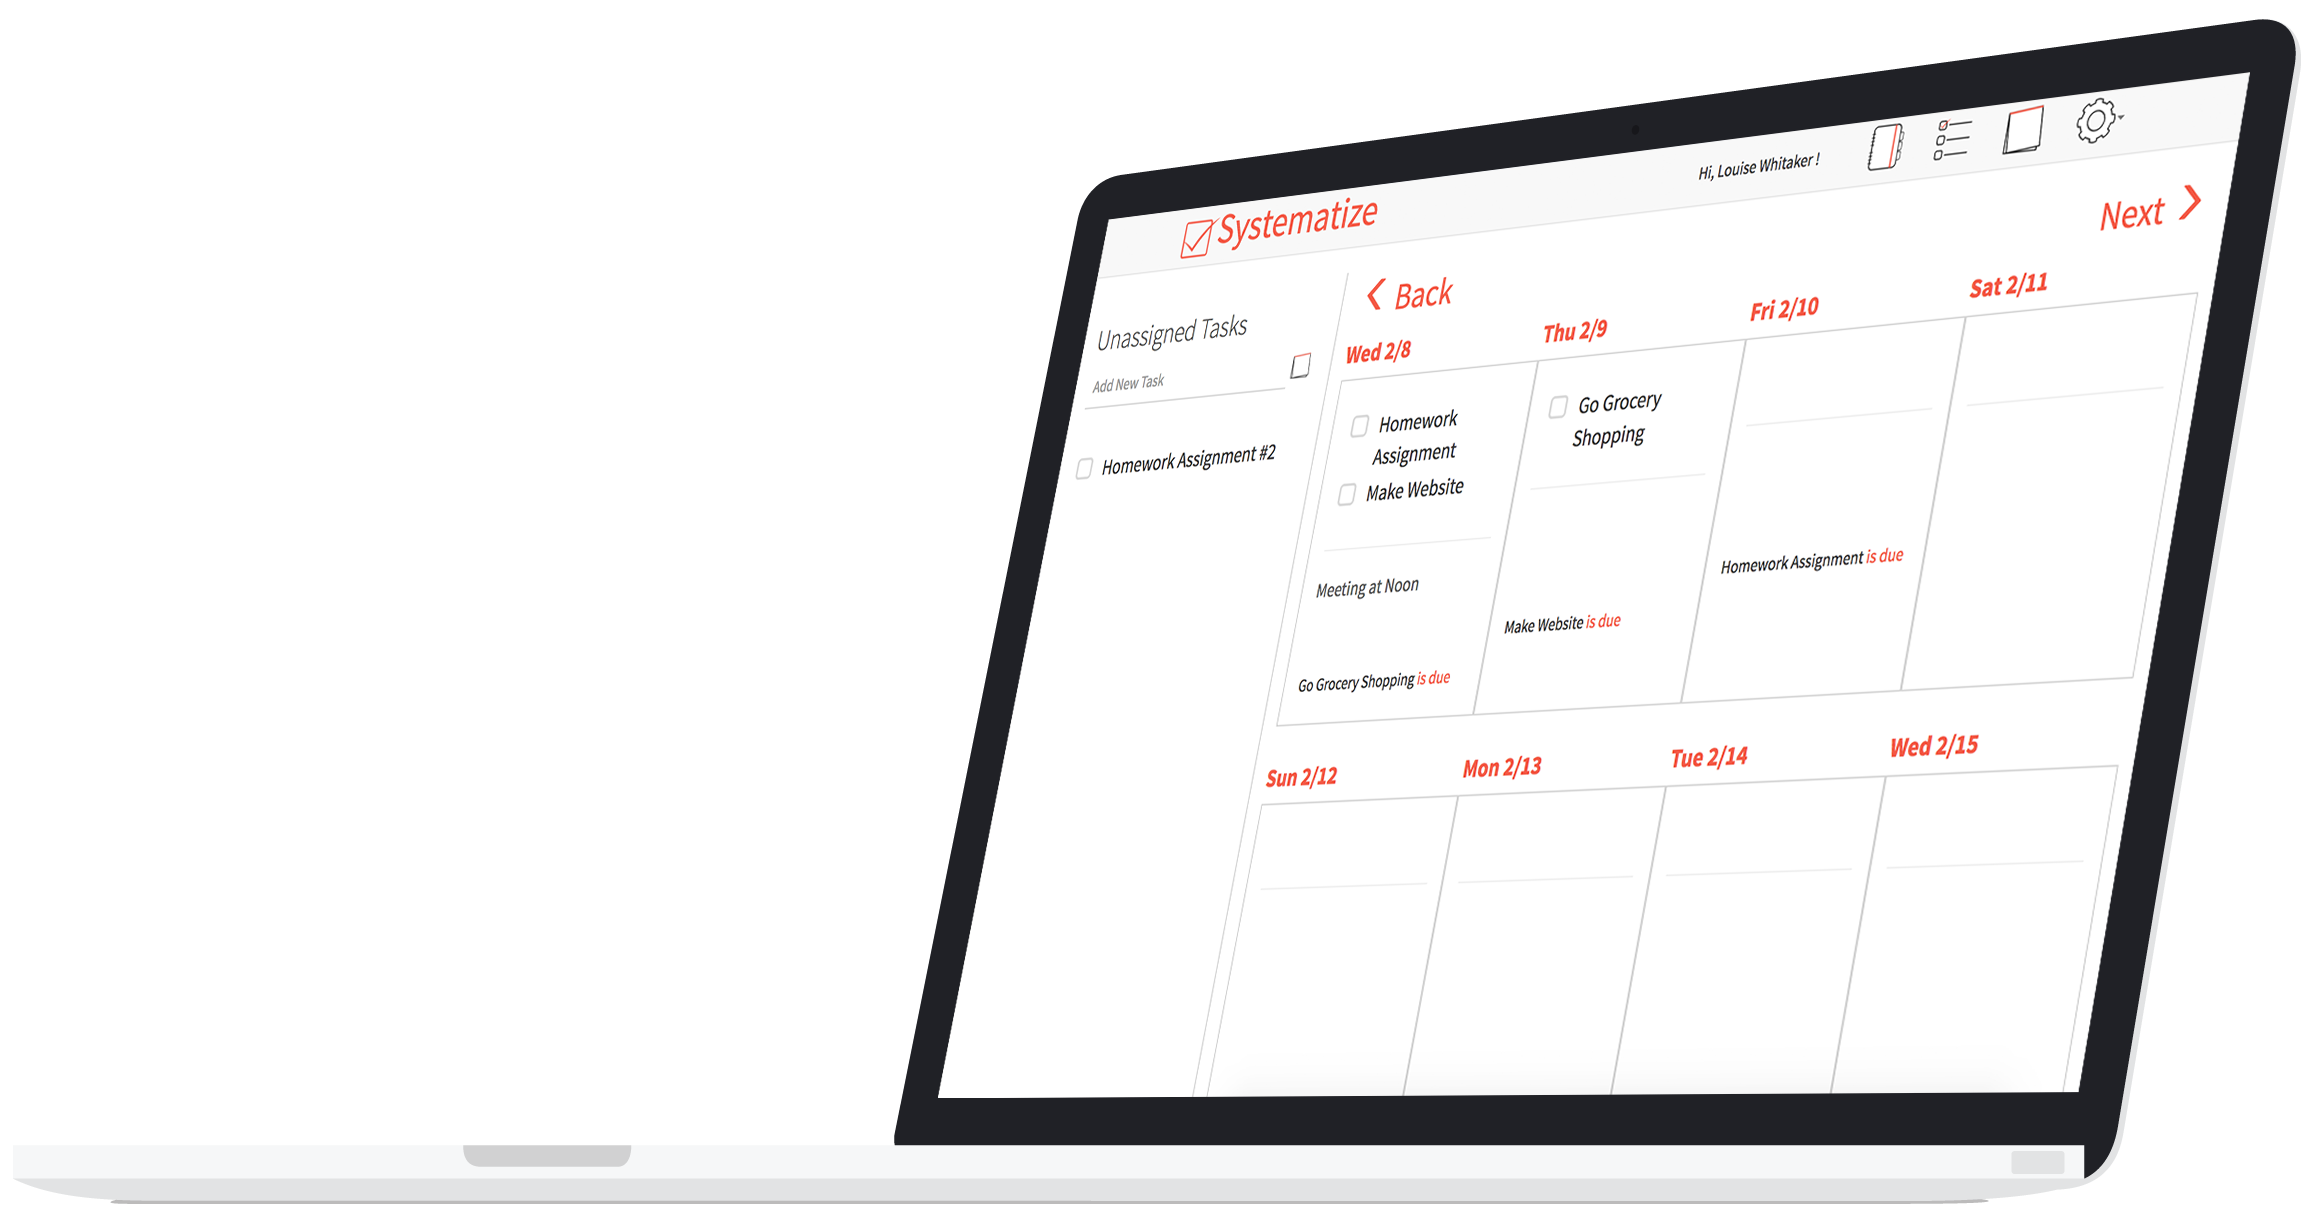 Hi, Louise Whitaker !
Systematize
Next
Back
Unassigned Tasks
Add New Task
Homework Assignment #2
Wed 2/8
Thu 2/9
Fri 2/10
Sat 2/11
Homework
Assignment
Make Website
Meeting at Noon
Go Grocery Shopping is due
Go Grocery
Shopping
Make Website is due
Homework Assignment is due
Sun 2/12
Mon 2/13
Tue 2/14
Wed 2/15